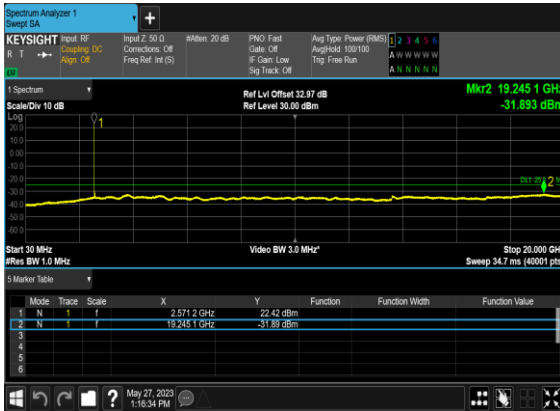 Spectrum Analyzer 1
Swept SA
+
KEYSIGHT Input: RF Input Z: 50 Ω #Atten: 20 dB PNO: Fast Avg Type: Power (RMS) 1 2 3 4 5 6
R T Coupling: DC Corrections: Off Gate: Off Avg|Hold: 100/100 A W W W W W
Align: Off Freq Ref: Int (S) IF Gain: Low Trig: Free Run
Sig Track: Off A N N N N N
1 Spectrum Ref Lvl Offset 32.97 dB Mkr2 19.245 1 GHz
Scale/Div 10 dB Ref Level 30.00 dBm -31.893 dBm
Log
1
20.0
10.0
0.00
-10.0
-20.0
2
-30.0
-40.0
-50.0
-60.0
Start 30 MHz Video BW 3.0 MHz* Stop 20.000 GH
#Res BW 1.0 MHz Sweep 34.7 ms (40001 pts
5 Marker Table
Mode Trace Scale X Y Function Function Width Function Value
1 N 1 f 2.571 2 GHz 22.42 dBm
2 N 1 f 19.245 1 GHz -31.89 dBm
3
4
5
6
? May 27, 2023
1:16:34 PM